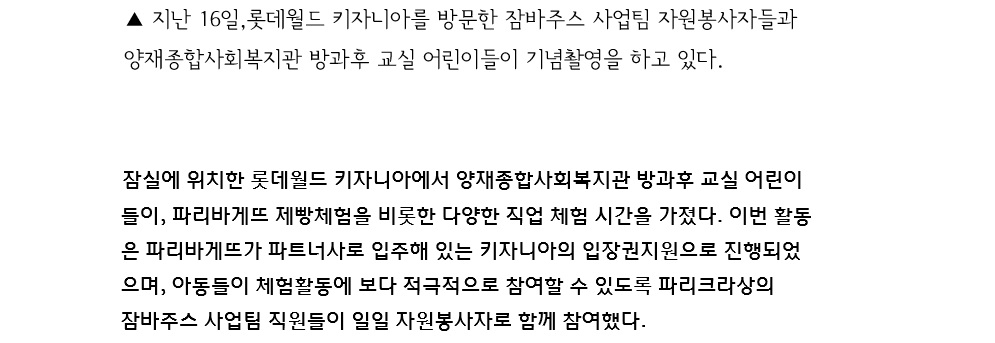 ▲ 지난 16일,롯데월드 키자니아를 방문한 잠바주스 사업팀 자원봉사자들과
양재종합사회복지관 방과후 교실 어린이들이 기념촬영을 하고 있다.
잠실에 위치한 롯데월드 키자니아에서 양재종합사회복지관 방과후 교실 어린이
들이, 파리바게뜨 제빵체험을 비롯한 다양한 직업 체험 시간을 가졌다. 이번 활동
은 파리바게뜨가 파트너사로 입주해 있는 키자니아의 입장권지원으로 진행되었
으며, 아동들이 체험활동에 보다 적극적으로 참여할 수 있도록 파리크라상의
잠바주스 사업팀 직원들이 일일 자원봉사자로 함께 참여했다.